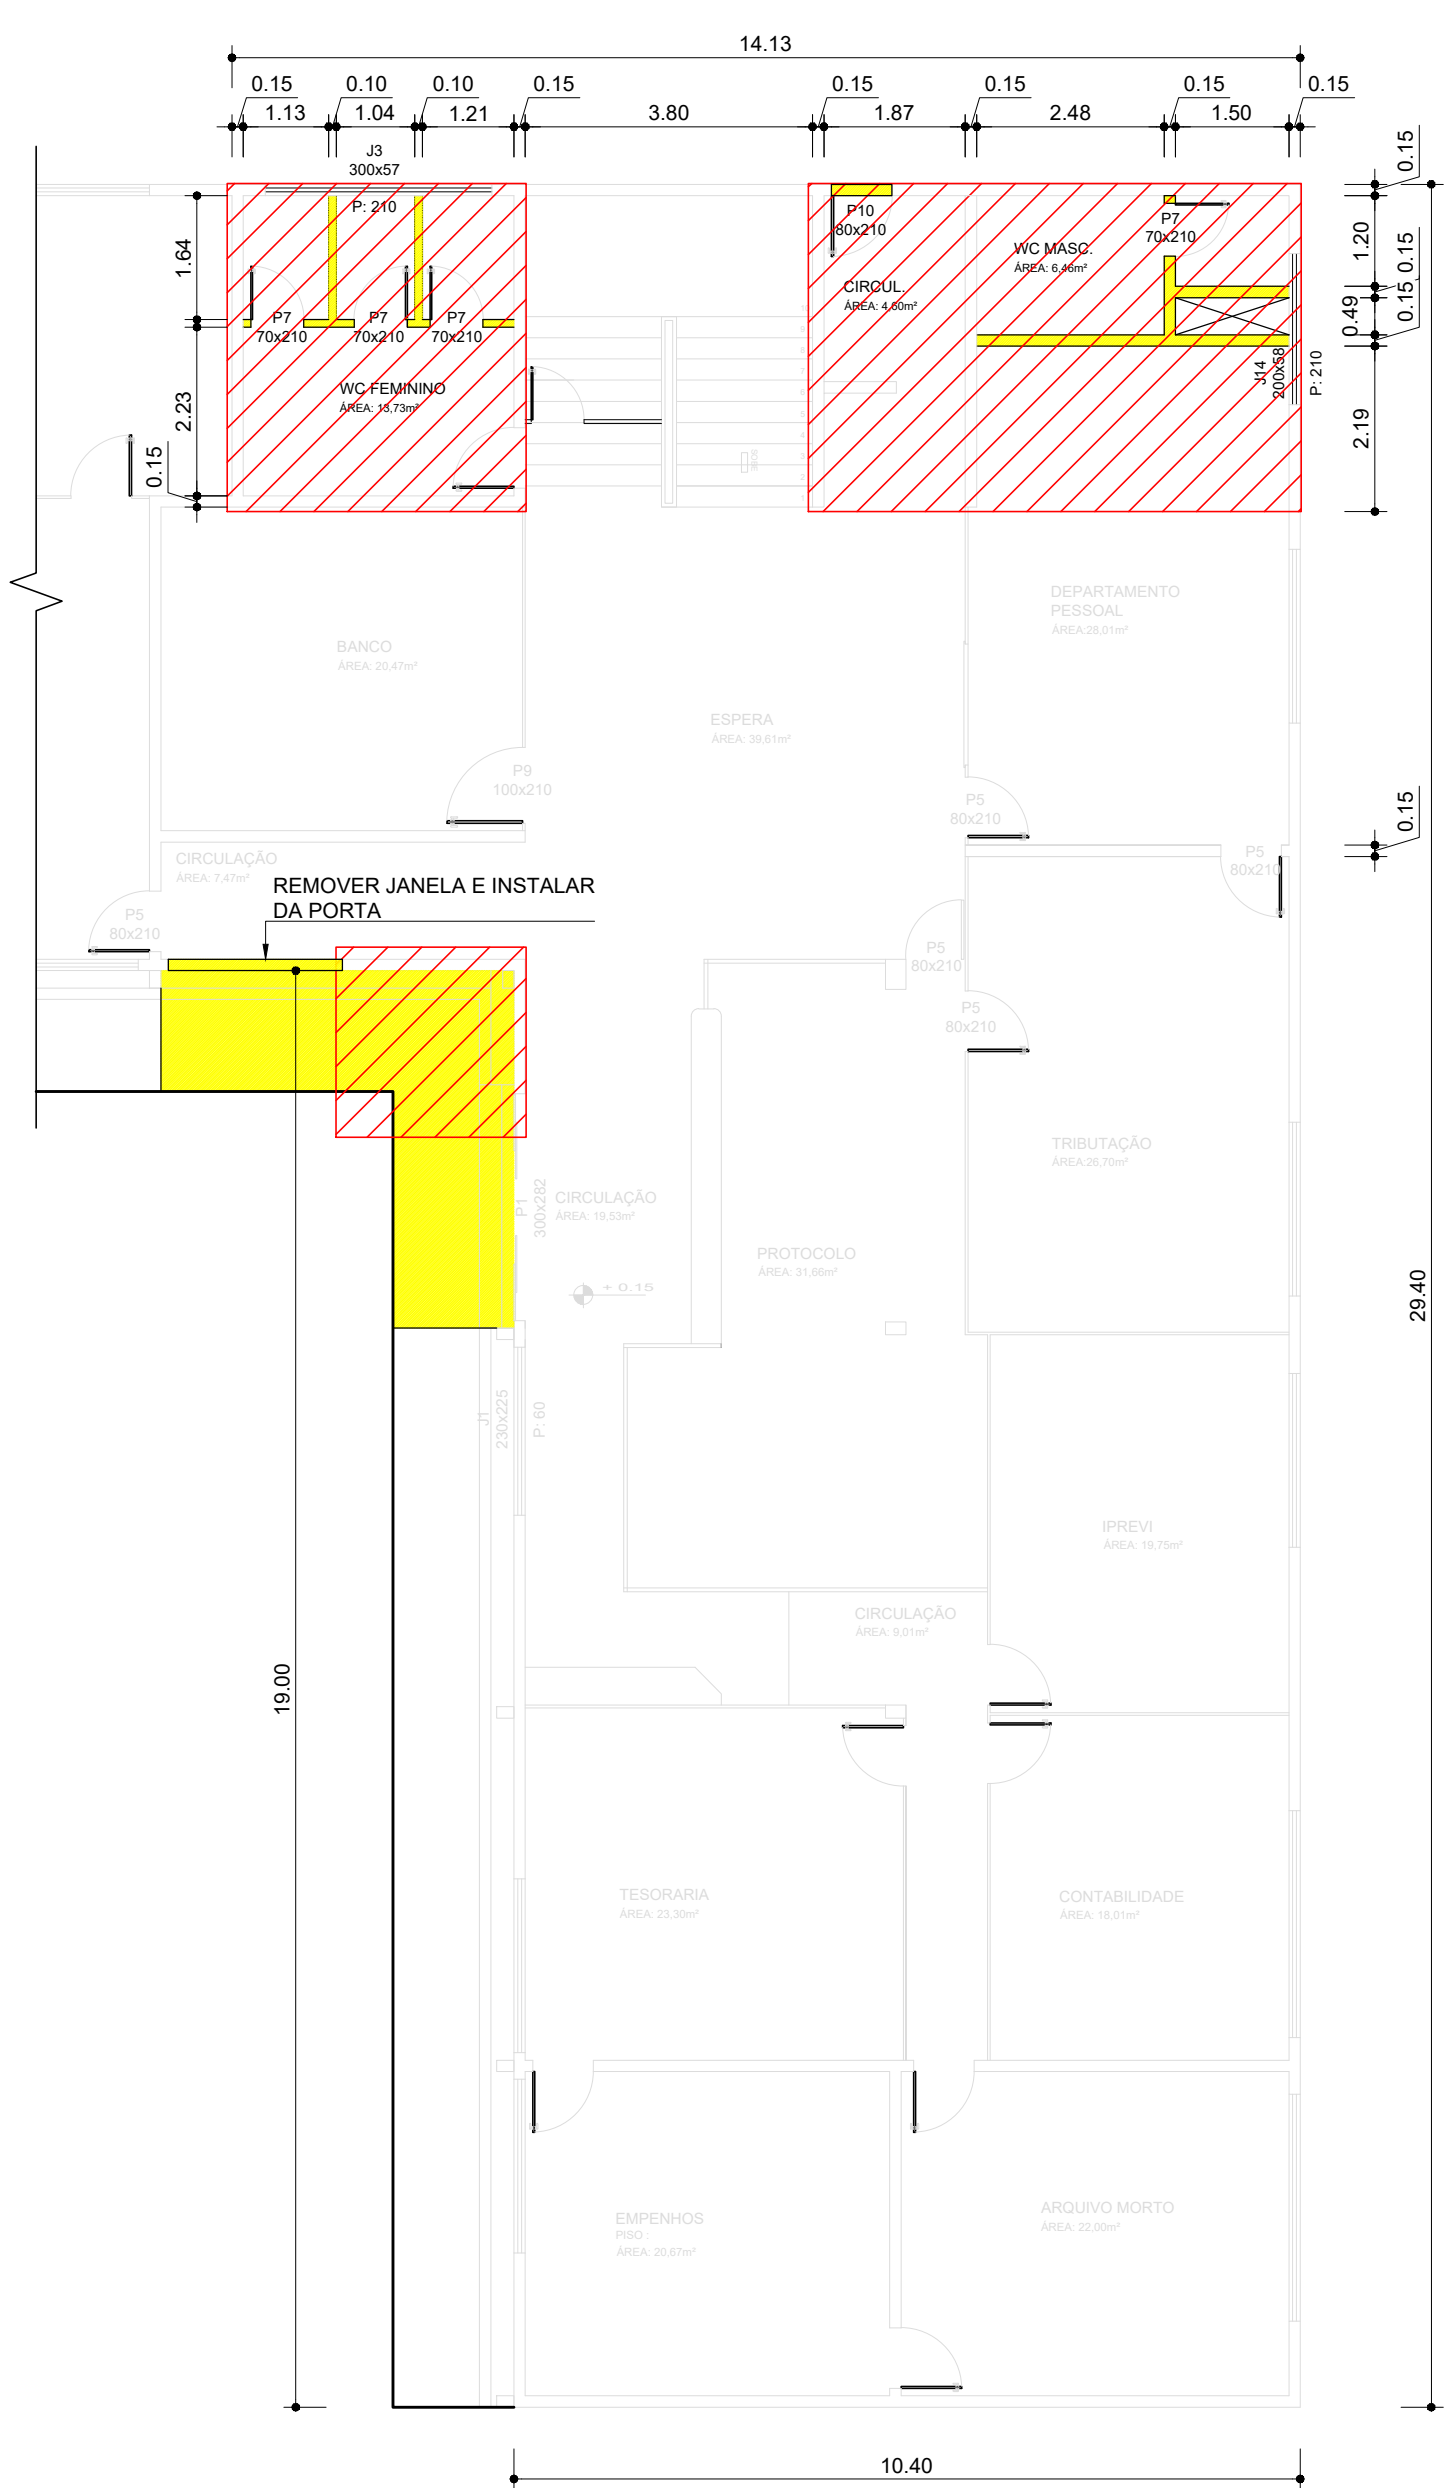 14.13
0.15
0.10
0.10
0.15
0.15
0.15
0.15
0.15
1.13
1.04
1.21
3.80
1.87
2.48
1.50
J3
300x57
P: 210
0.15
1.20
0.15
0.49
0.15
2.19
1.64
2.23
0.15
P7
70x210
P7
70x210
P7
70x210
WC FEMININO
ÁREA: 13,73m²
P10
80x210
CIRCUL.
ÁREA: 4,60m²
WC MASC.
ÁREA: 6,46m²
P7
70x210
J14
200x58
P: 210
BANCO
ÁREA: 20,47m²
DEPARTAMENTO
PESSOAL
ÁREA:28,01m²
ESPERA
ÁREA: 39,61m²
P9
100x210
P5
80x210
0.15
P5
80x210
CIRCULAÇÃO
ÁREA: 7,47m²
REMOVER JANELA E INSTALAR
DA PORTA
P5
80x210
P5
80x210
P5
80x210
TRIBUTAÇÃO
ÁREA:26,70m²
P1
300x282
CIRCULAÇÃO
ÁREA: 19,53m²
PROTOCOLO
ÁREA: 31,66m²
+ 0.15
29.40
J1
230x225
P: 60
IPREVI
ÁREA: 19,75m²
CIRCULAÇÃO
ÁREA: 9,01m²
19.00
TESORARIA
ÁREA: 23,30m²
CONTABILIDADE
ÁREA: 18,01m²
EMPENHOS
PISO :
ÁREA: 20,67m²
ARQUIVO MORTO
ÁREA: 22,00m²
10.40